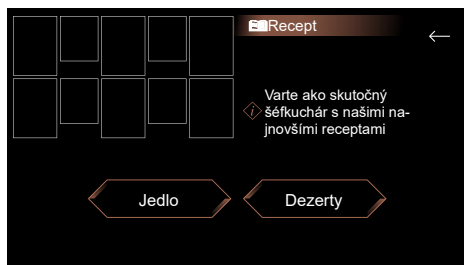 Recept
Varte ako skutočný
šéfkuchár s našimi na-
jnovšími receptami
Jedlo
Dezerty